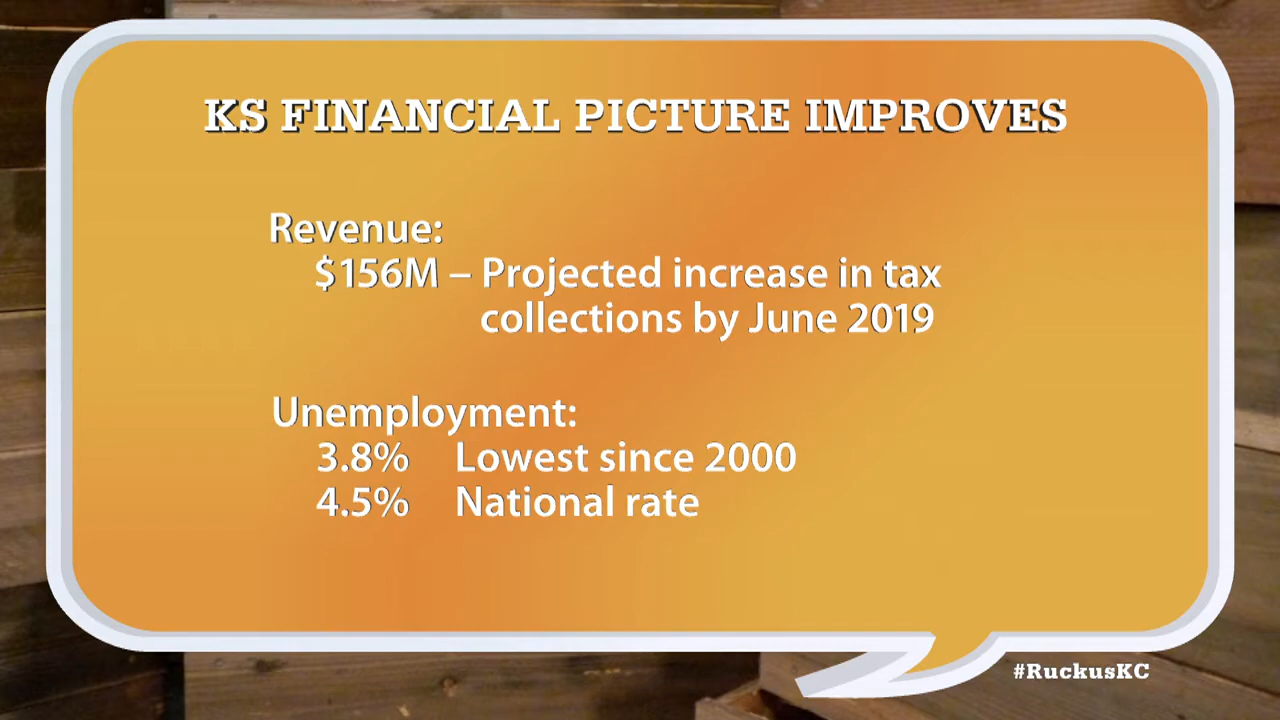 KS FINANCIAL PICTURE IMPROVES
Revenue:
$156M – Projected increase in tax
collections by June 2019
Unemployment:
3.8% Lowest since 2000
4.5% National rate
#RuckusKC